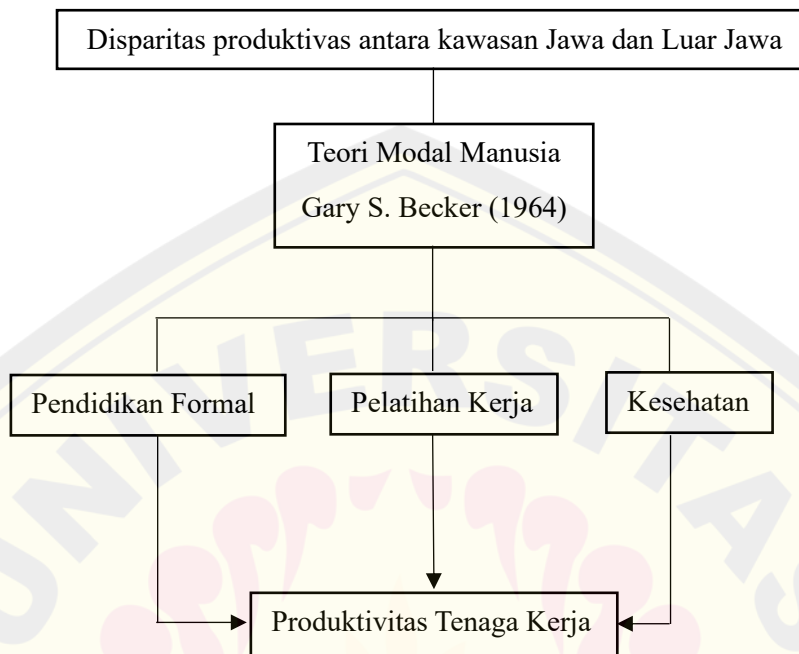 Disparitas produktivas antara kawasan Jawa dan Luar Jawa
Teori Modal Manusia
Gary S. Becker (1964)
Pendidikan Formal
Pelatihan Kerja
Kesehatan
UNIVERSITAS
Produktivitas Tenaga Kerja